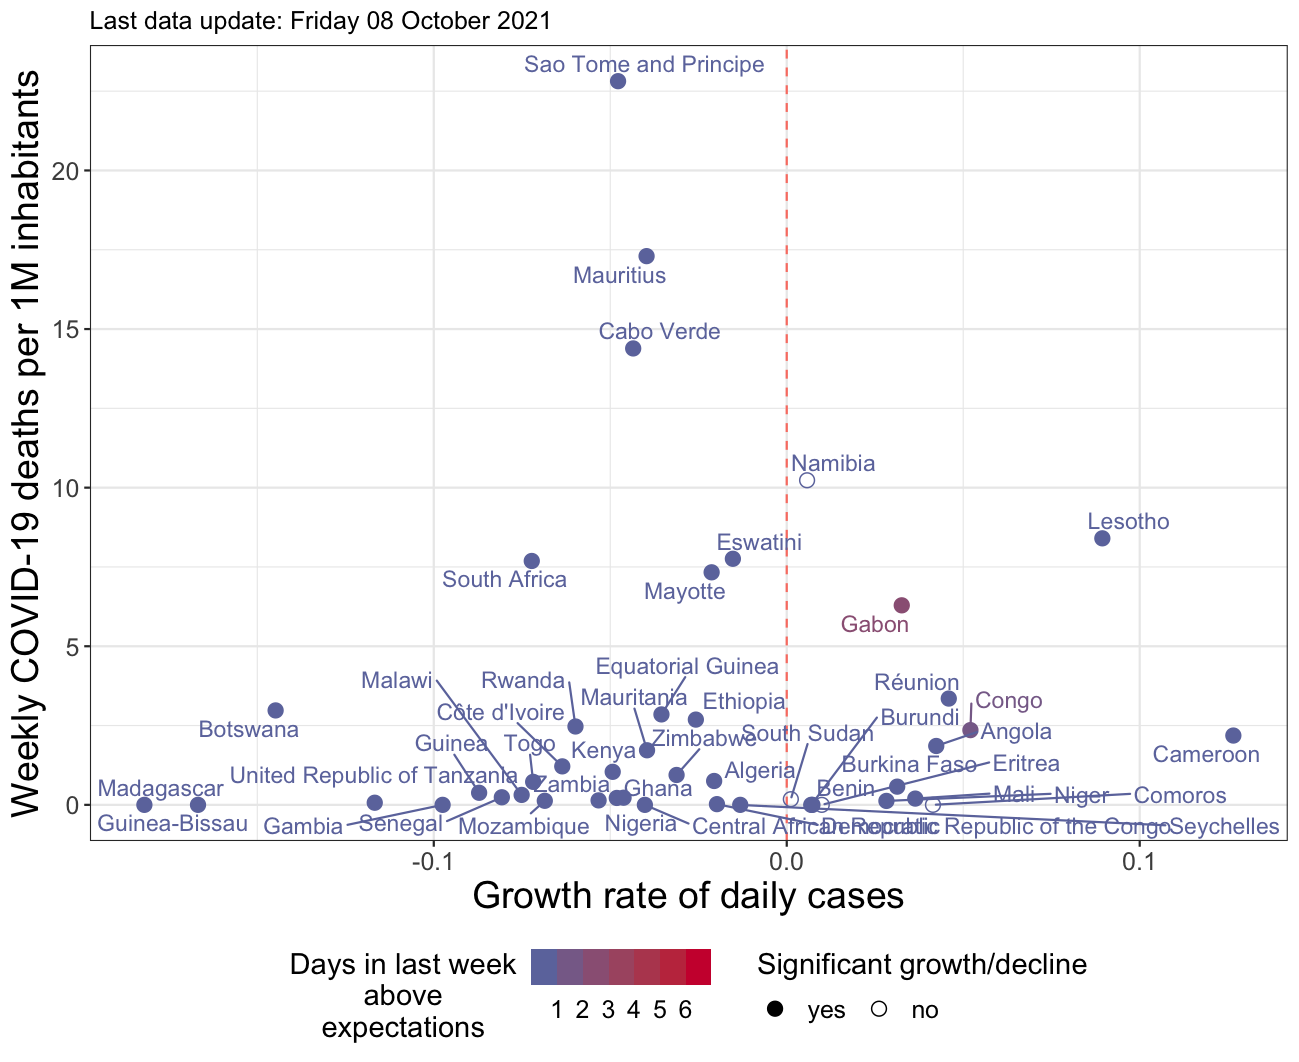 Last data update: Friday 08 October 2021
Weekly COVID-19 deaths per 1M inhabitants
20
15
10
5
0
Sao Tome and Principe
Mauritius
Cabo Verde
Namibia
Lesotho
Eswatini
South Africa
Mayotte
Gabon
Equatorial Guinea
Malawi
Rwanda
Réunion
Mauritania
Ethiopia
Congo
Côte d'Ivoire
Burundi
Botswana
South Sudan
Angola
Guinea
Togo
Kenya
Zimbabwe
Cameroon
Burkina Faso
Eritrea
United Republic of Tanzania
Algeria
Madagascar
Zambia
Ghana
Benin
Mali
Niger
Comoros
Guinea-Bissau
Gambia
Senegal
Mozambique
Nigeria
Central African Republic
Democratic Republic of the Congo
Seychelles
-0.1
0.0
0.1
Growth rate of daily cases
Days in last week
above
expectations
1 2 3 4 5 6
Significant growth/decline
yes
no